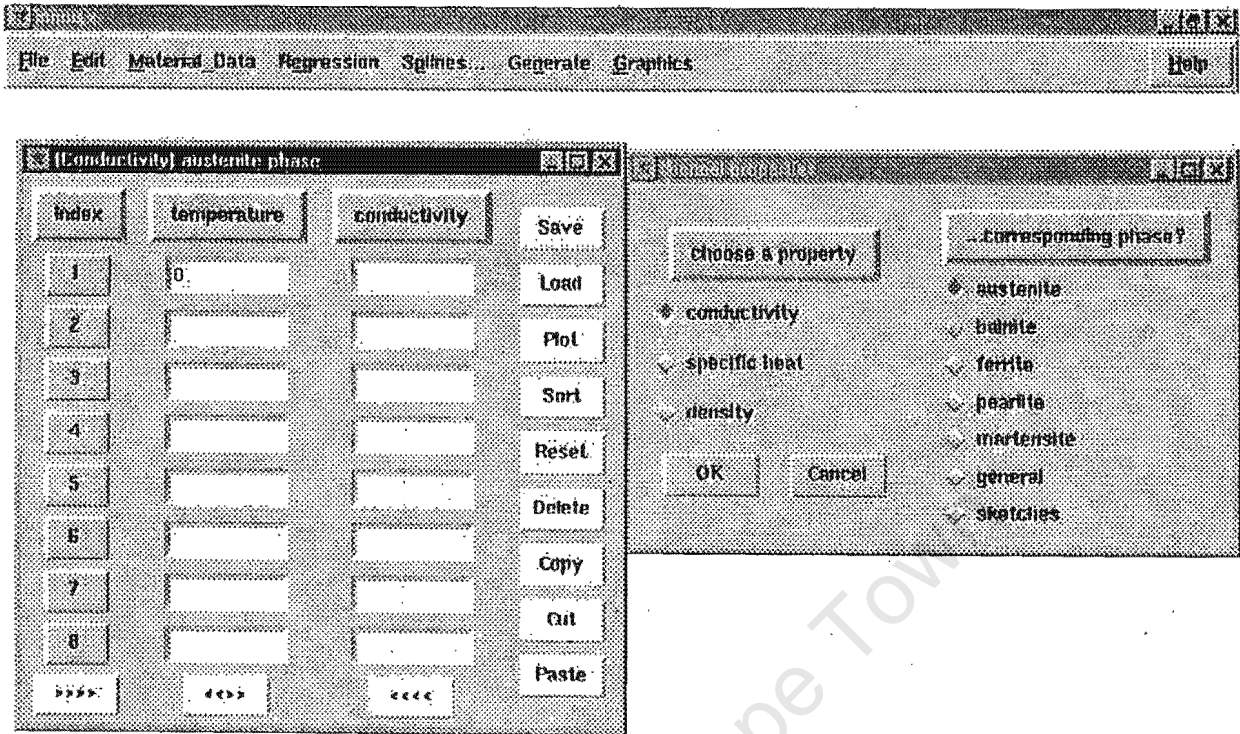 File Edit Material_Data Regression Splines... Generate Graphics Help
(Conductivity) austenite phase
Index temperature conductivity
1 0
2
3
4
5
6
7
8
>>>> <<>> <<<<
Save
Load
Plot
Sort
Reset
Delete
Copy
Cut
Paste
choose a property
conductivity
specific heat
density
OK Cancel
...corresponding phase?
austenite
bainite
ferrite
pearlite
martensite
general
sketches